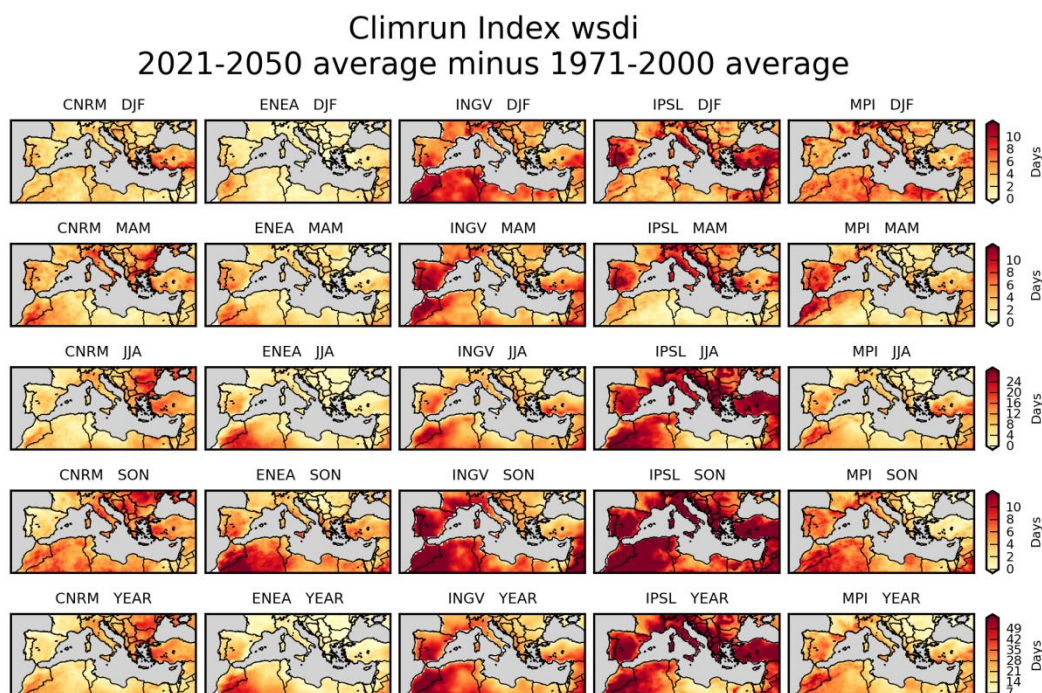 Climrun Index wsdi
2021-2050 average minus 1971-2000 average
CNRM DJF
ENEA DJF
INGV DJF
IPSL DJF
MPI DJF
10
8
6
4
2
0
Days
CNRM MAM
ENEA MAM
INGV MAM
IPSL MAM
MPI MAM
10
8
6
4
2
0
Days
CNRM JJA
ENEA JJA
INGV JJA
IPSL JJA
MPI JJA
24
20
16
12
8
4
0
Days
CNRM SON
ENEA SON
INGV SON
IPSL SON
MPI SON
10
8
6
4
2
0
Days
CNRM YEAR
ENEA YEAR
INGV YEAR
IPSL YEAR
MPI YEAR
49
42
35
28
21
14
Days